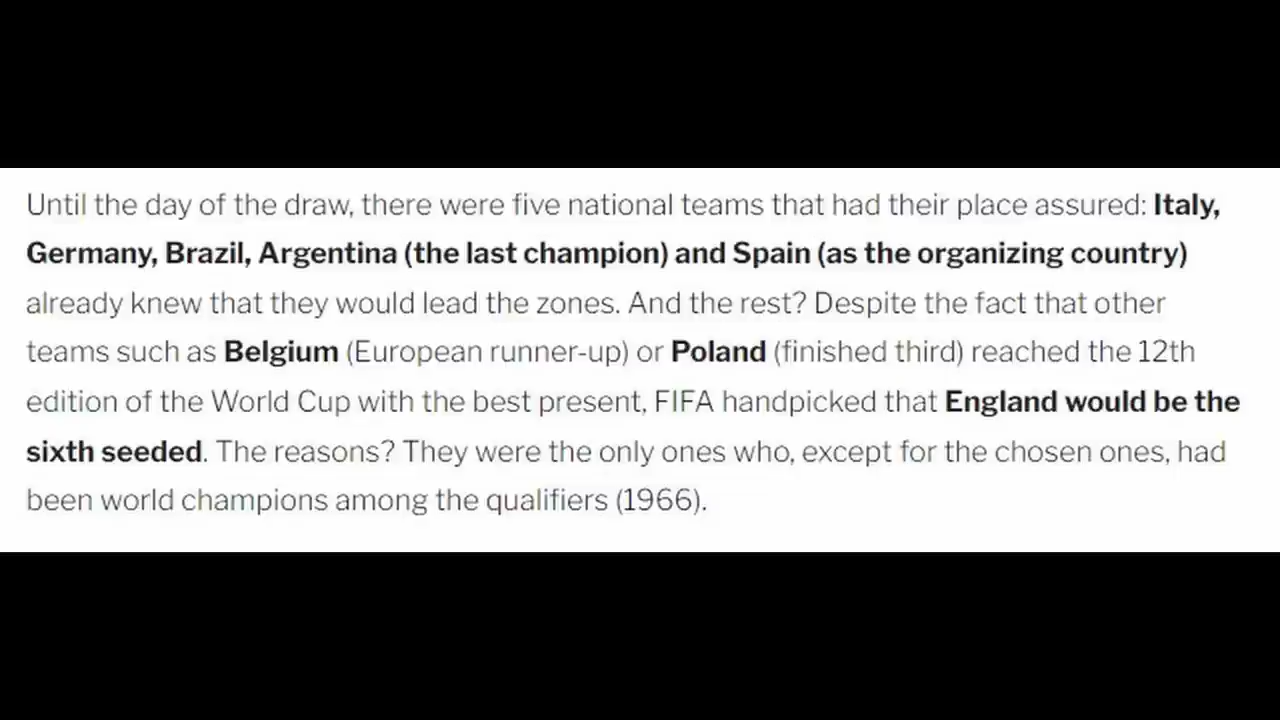 Until the day of the draw, there were five national teams that had their place assured: Italy,
Germany, Brazil, Argentina (the last champion) and Spain (as the organizing country)
already knew that they would lead the zones. And the rest? Despite the fact that other
teams such as Belgium (European runner-up) or Poland (finished third) reached the 12th
edition of the World Cup with the best present, FIFA handpicked that England would be the
sixth seeded. The reasons? They were the only ones who, except for the chosen ones, had
been world champions among the qualifiers (1966).